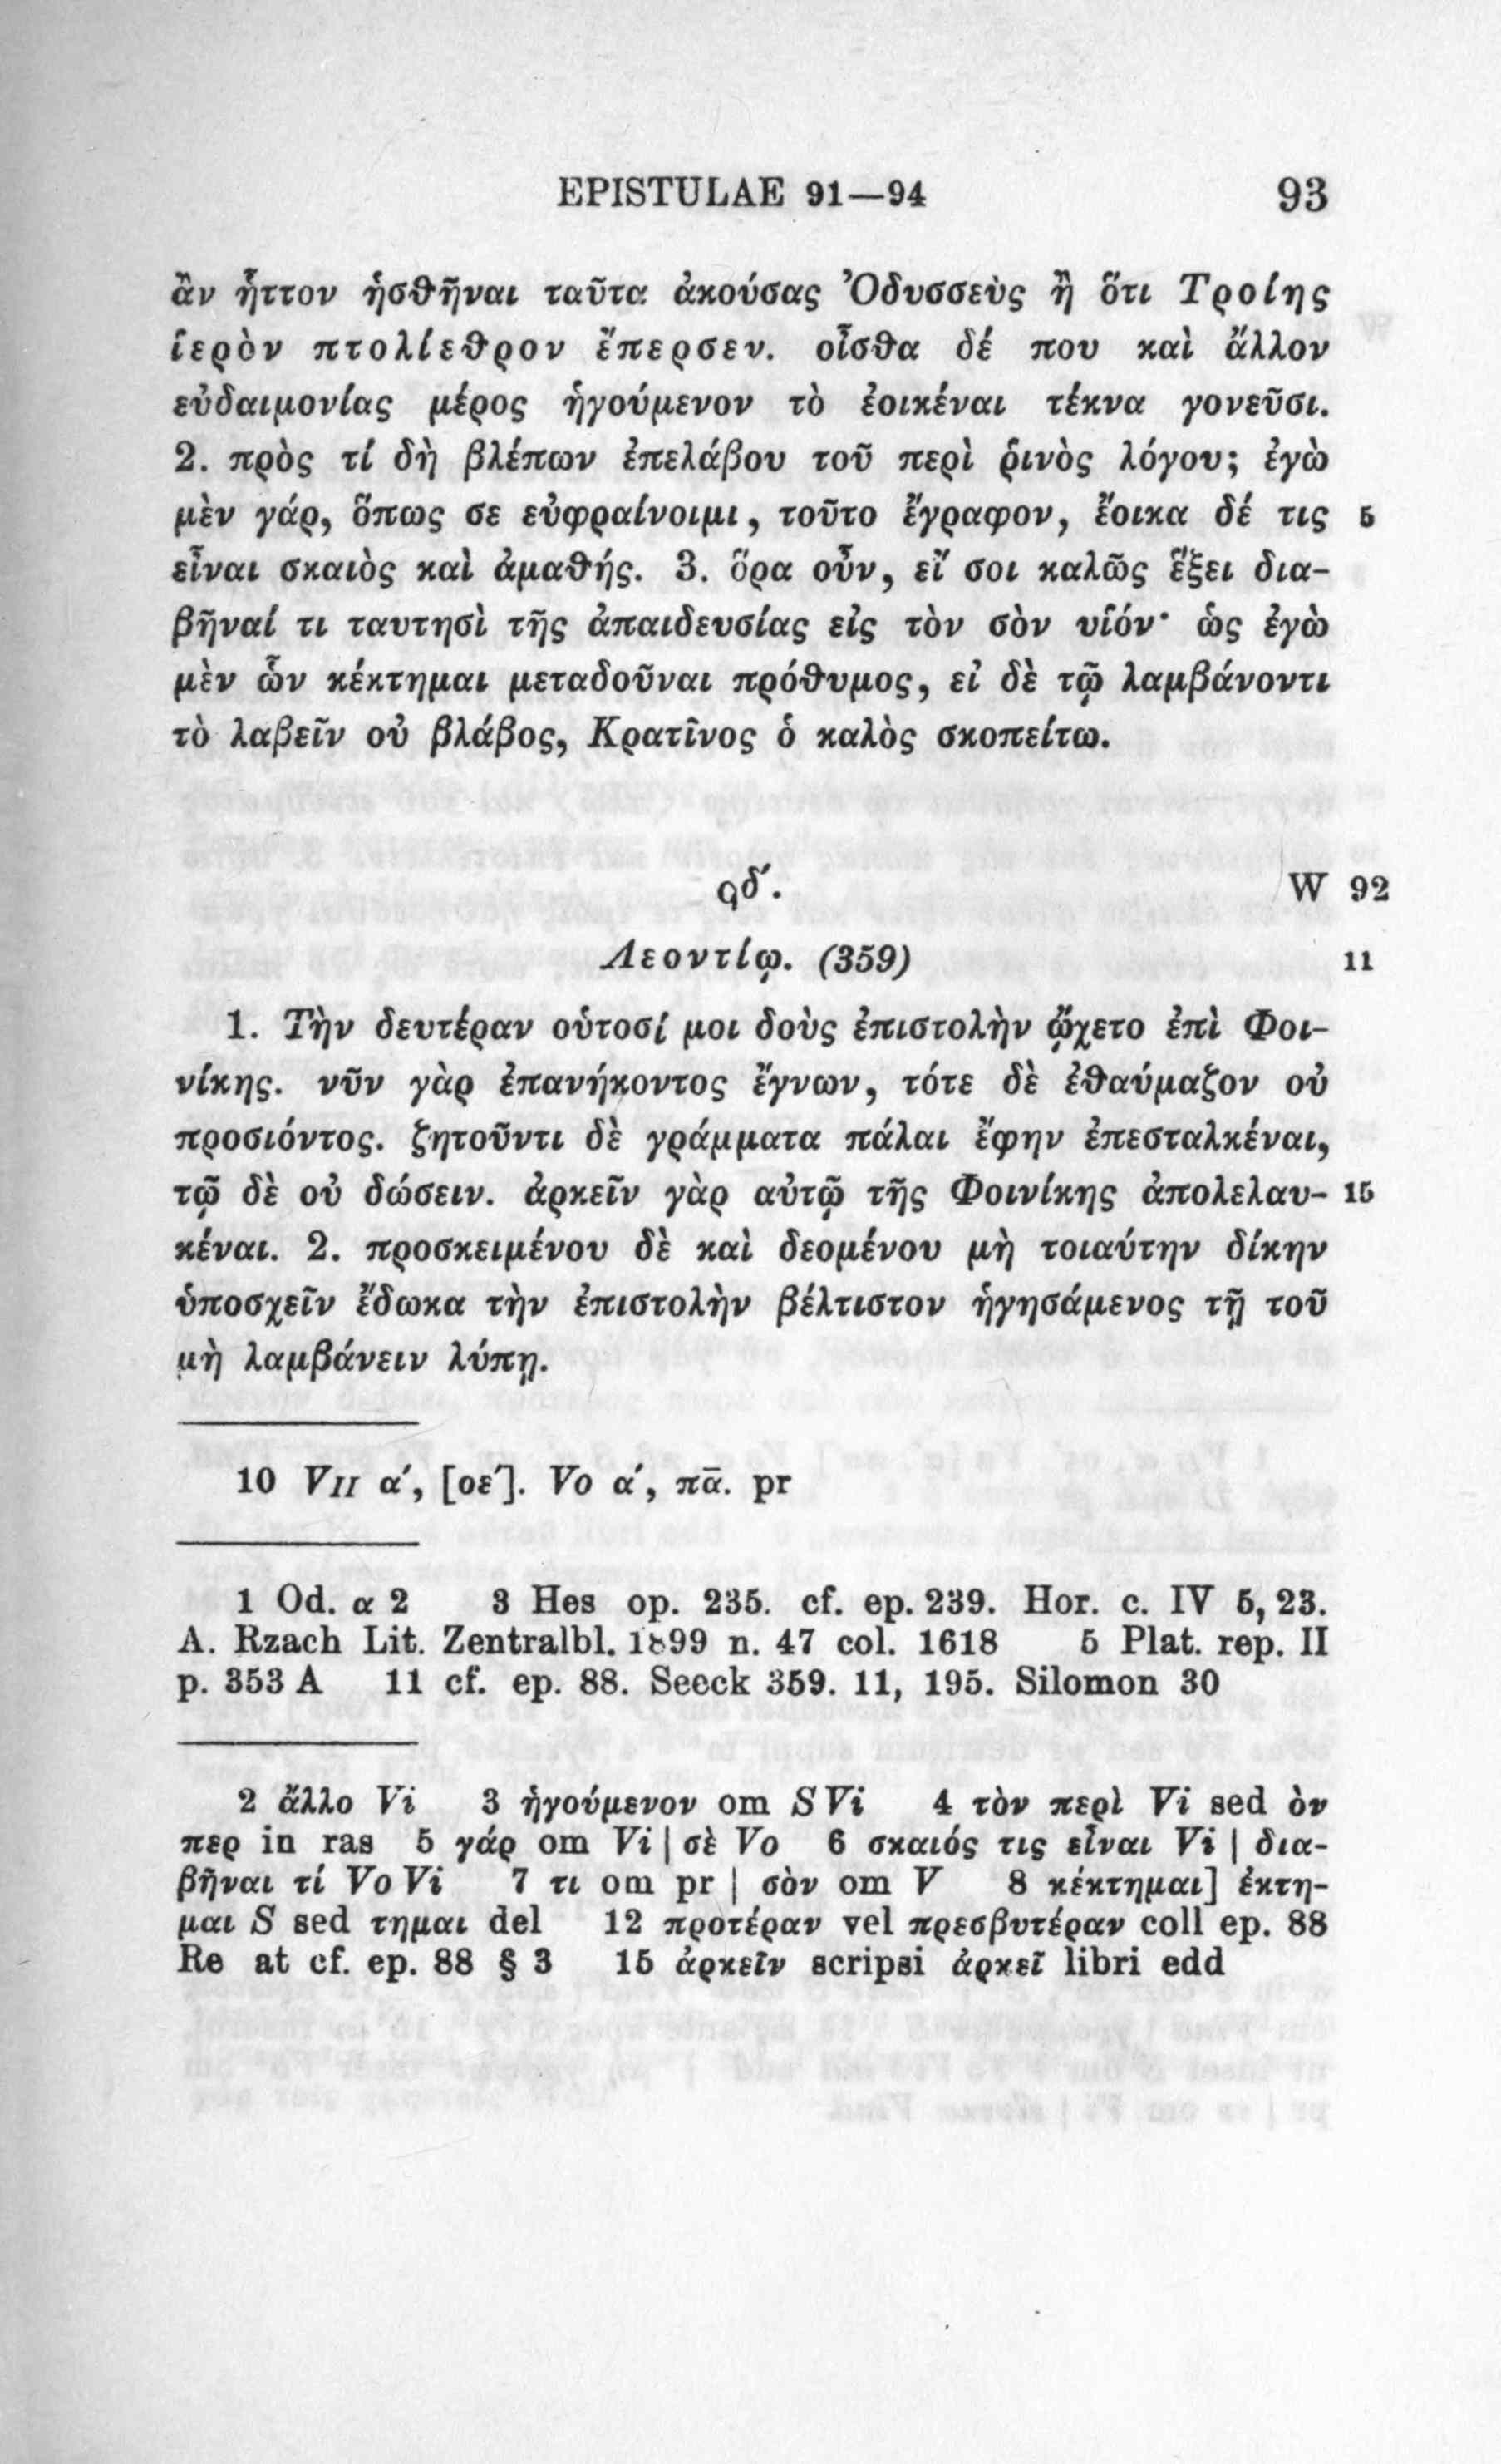 EPISTULAE 91—94 93
ἂν ἧττον ἡσθῆναι ταῦτα ἀκούσας Ὀδυσσεὺς ἢ ὅτι Τροίης
ἱερὸν πτολίεθρον ἔπερσεν. οἶσθα δέ που καὶ ἄλλον
εὐδαιμονίας μέρος ἡγούμενον τὸ ἐοικέναι τέκνα γονεῦσι.
2. πρὸς τί δὴ βλέπων ἐπελάβου τοῦ περὶ ῥινὸς λόγου; ἐγὼ
μὲν γάρ, ὅπως σε εὐφραίνοιμι, τοῦτο ἔγραφον, ἔοικα δέ τις 5
εἶναι σκαιὸς καὶ ἀμαθής. 3. ὅρα οὖν, εἴ σοι καλῶς ἕξει δια-
βῆναί τι ταυτησὶ τῆς ἀπαιδευσίας εἰς τὸν σὸν υἱόν· ὡς ἐγὼ
μὲν ὧν κέκτημαι μεταδοῦναι πρόθυμος, εἰ δὲ τῷ λαμβάνοντι
τὸ λαβεῖν οὐ βλάβος, Κρατῖνος ὁ καλὸς σκοπείτω.
ϙδʹ. W 92
Λεοντίῳ. (359) 11
1. Τὴν δευτέραν οὑτοσί μοι δοὺς ἐπιστολὴν ᾤχετο ἐπὶ Φοι-
νίκης. νῦν γὰρ ἐπανήκοντος ἔγνων, τότε δὲ ἐθαύμαζον οὐ
προσιόντος. ζητοῦντι δὲ γράμματα πάλαι ἔφην ἐπεσταλκέναι,
τῷ δὲ οὐ δώσειν. ἀρκεῖν γὰρ αὐτῷ τῆς Φοινίκης ἀπολελαυ- 15
κέναι. 2. προσκειμένου δὲ καὶ δεομένου μὴ τοιαύτην δίκην
ὑποσχεῖν ἔδωκα τὴν ἐπιστολὴν βέλτιστον ἡγησάμενος τῇ τοῦ
μὴ λαμβάνειν λύπῃ.
10 VII αʹ, [οεʹ]. Vo αʹ, πᾱ. pr
1 Od. α 2 3 Hes op. 235. cf. ep. 239. Hor. c. IV 5, 23.
A. Rzach Lit. Zentralbl. 1899 n. 47 col. 1618 5 Plat. rep. II
p. 353 A 11 cf. ep. 88. Seeck 359. 11, 195. Silomon 30
2 ἄλλο Vi 3 ἡγούμενον om S Vi 4 τὸν περὶ Vi sed ὸν
περ in ras 5 γάρ om Vi | σὲ Vo 6 σκαιός τις εἶναι Vi | δια-
βῆναι τί Vo Vi 7 τι om pr | σὸν om V 8 κέκτημαι] ἐκτη-
μαι S sed τημαι del 12 προτέραν vel πρεσβυτέραν coll ep. 88
Re at cf. ep. 88 § 3 15 ἀρκεῖν scripsi ἀρκεῖ libri edd